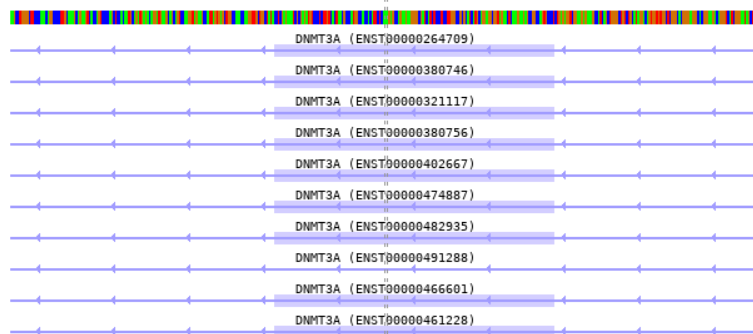 DNMT3A (ENST00000264709)
DNMT3A (ENST00000380746)
DNMT3A (ENST00000321117)
DNMT3A (ENST00000380756)
DNMT3A (ENST00000402667)
DNMT3A (ENST00000474887)
DNMT3A (ENST00000482935)
DNMT3A (ENST00000491288)
DNMT3A (ENST00000466601)
DNMT3A (ENST00000461228)